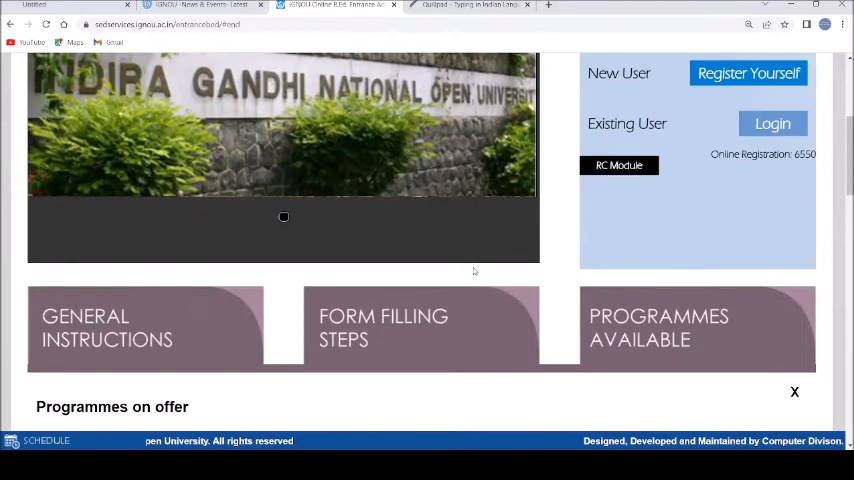 Untitled
IGNOU -News & Events- Latest
IGNOU Online B.Ed. Entrance Ad
Quillpad - Typing in Indian Lang
sedservices.ignou.ac.in/entrancebed/#end
YouTube
Maps
Gmail
INDIRA GANDHI NATIONAL OPEN UNIVERSIT
New User
Register Yourself
Existing User
Login
Online Registration: 6550
RC Module
GENERAL
INSTRUCTIONS
FORM FILLING
STEPS
PROGRAMMES
AVAILABLE
X
Programmes on offer
SCHEDULE
pen University. All rights reserved
Designed, Developed and Maintained by Computer Divison.